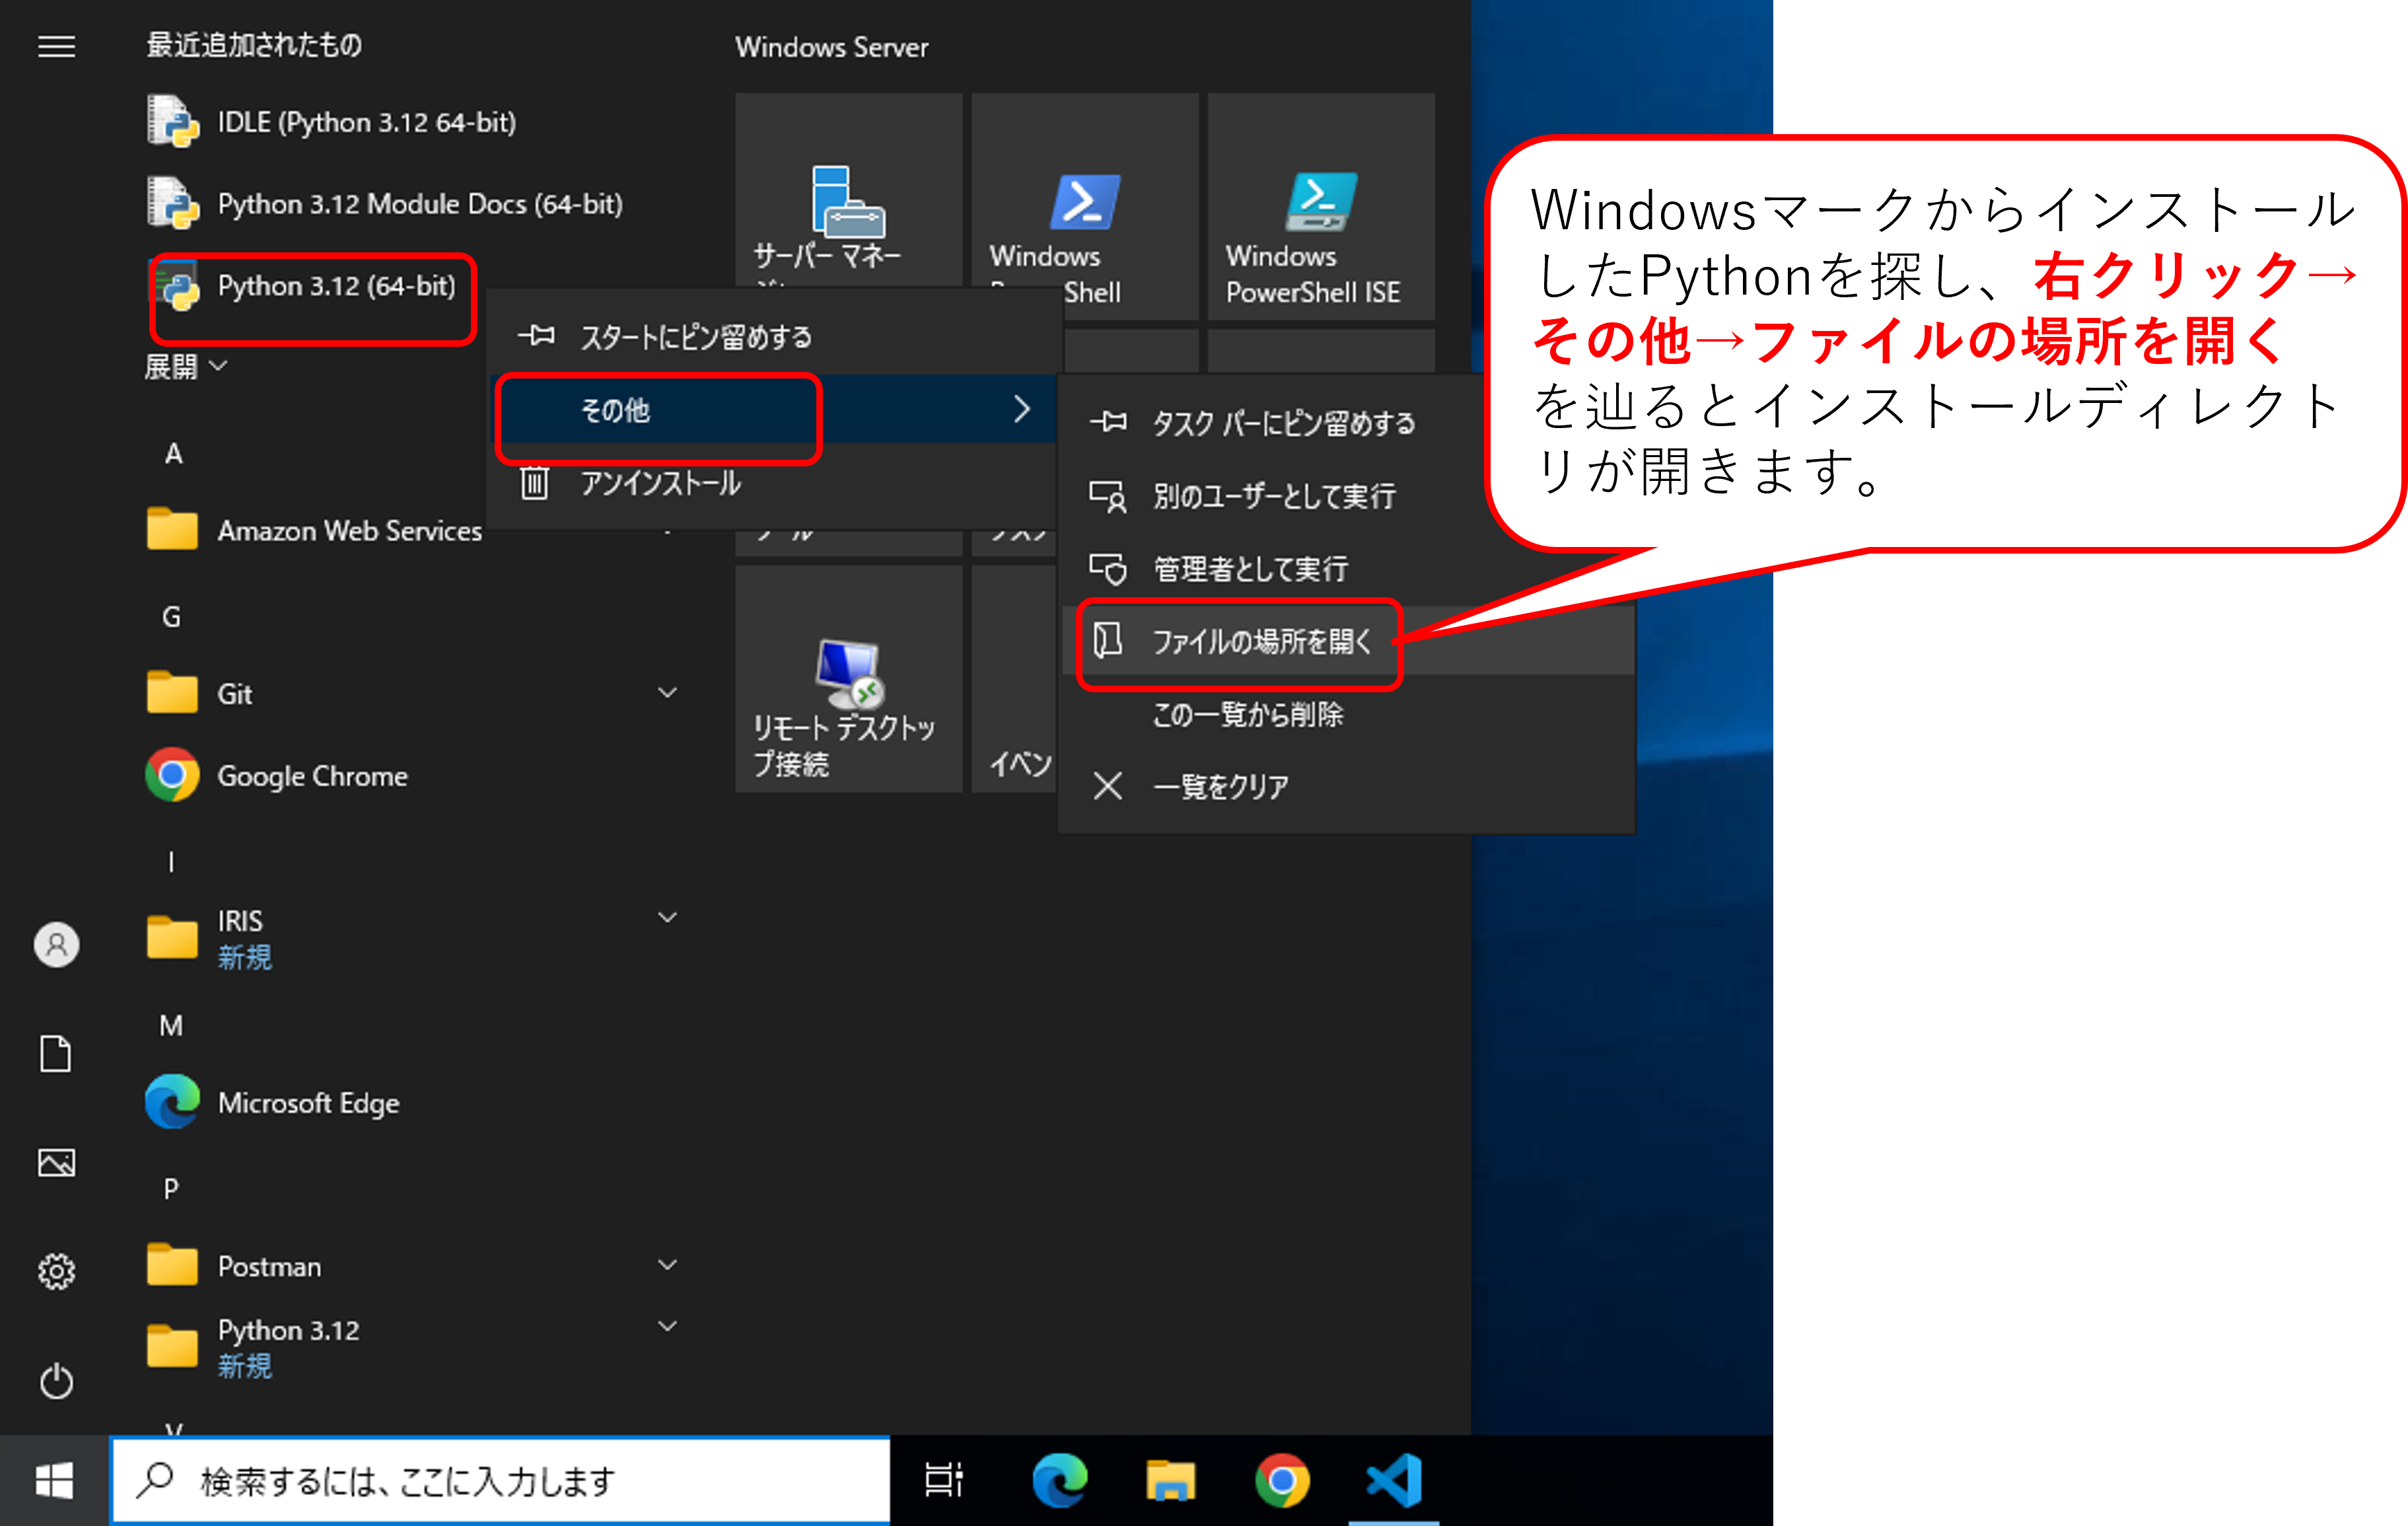 最近追加されたもの
IDLE (Python 3.12 64-bit)
Python 3.12 Module Docs (64-bit)
Python 3.12 (64-bit)
展開
A
Amazon Web Services
G
Git
Google Chrome
I
IRIS
新規
M
Microsoft Edge
P
Postman
Python 3.12
新規
V
Windows Server
サーバー マネー
Windows
Shell
Windows
PowerShell ISE
リモート デスクトッ
プ接続
イベン
スタートにピン留めする
その他
アンインストール
タスク バーにピン留めする
別のユーザーとして実行
管理者として実行
ファイルの場所を開く
この一覧から削除
一覧をクリア
Windowsマークからインストール
したPythonを探し、右クリック→
その他→ファイルの場所を開く
を辿るとインストールディレクト
リが開きます。
検索するには、ここに入力します